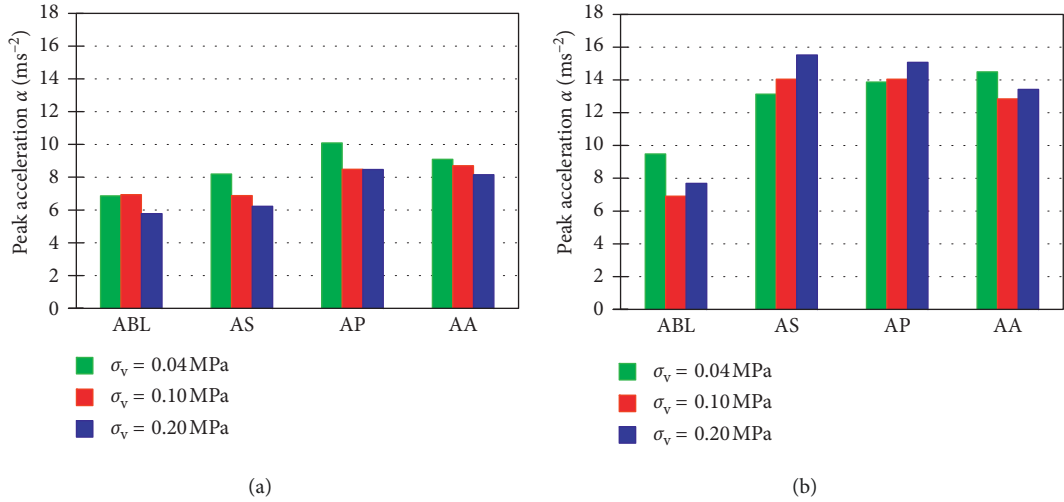 Peak acceleration α (ms⁻²)
18
16
14
12
10
8
6
4
2
0
ABL AS AP AA
σᵥ = 0.04 MPa
σᵥ = 0.10 MPa
σᵥ = 0.20 MPa
(a)
Peak acceleration α (ms⁻²)
18
16
14
12
10
8
6
4
2
0
ABL AS AP AA
σᵥ = 0.04 MPa
σᵥ = 0.10 MPa
σᵥ = 0.20 MPa
(b)